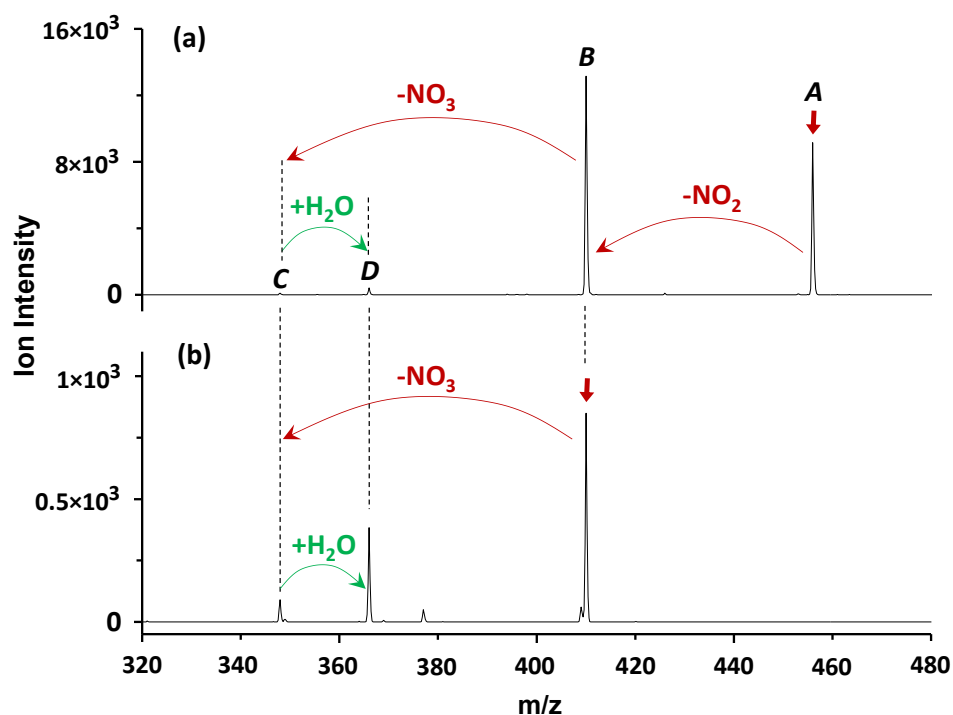 16×10³
(a)
B
-NO₃
A
8×10³
+H₂O
-NO₂
C
D
0
Ion Intensity
(b)
1×10³
-NO₃
0.5×10³
+H₂O
0
320 340 360 380 400 420 440 460 480
m/z